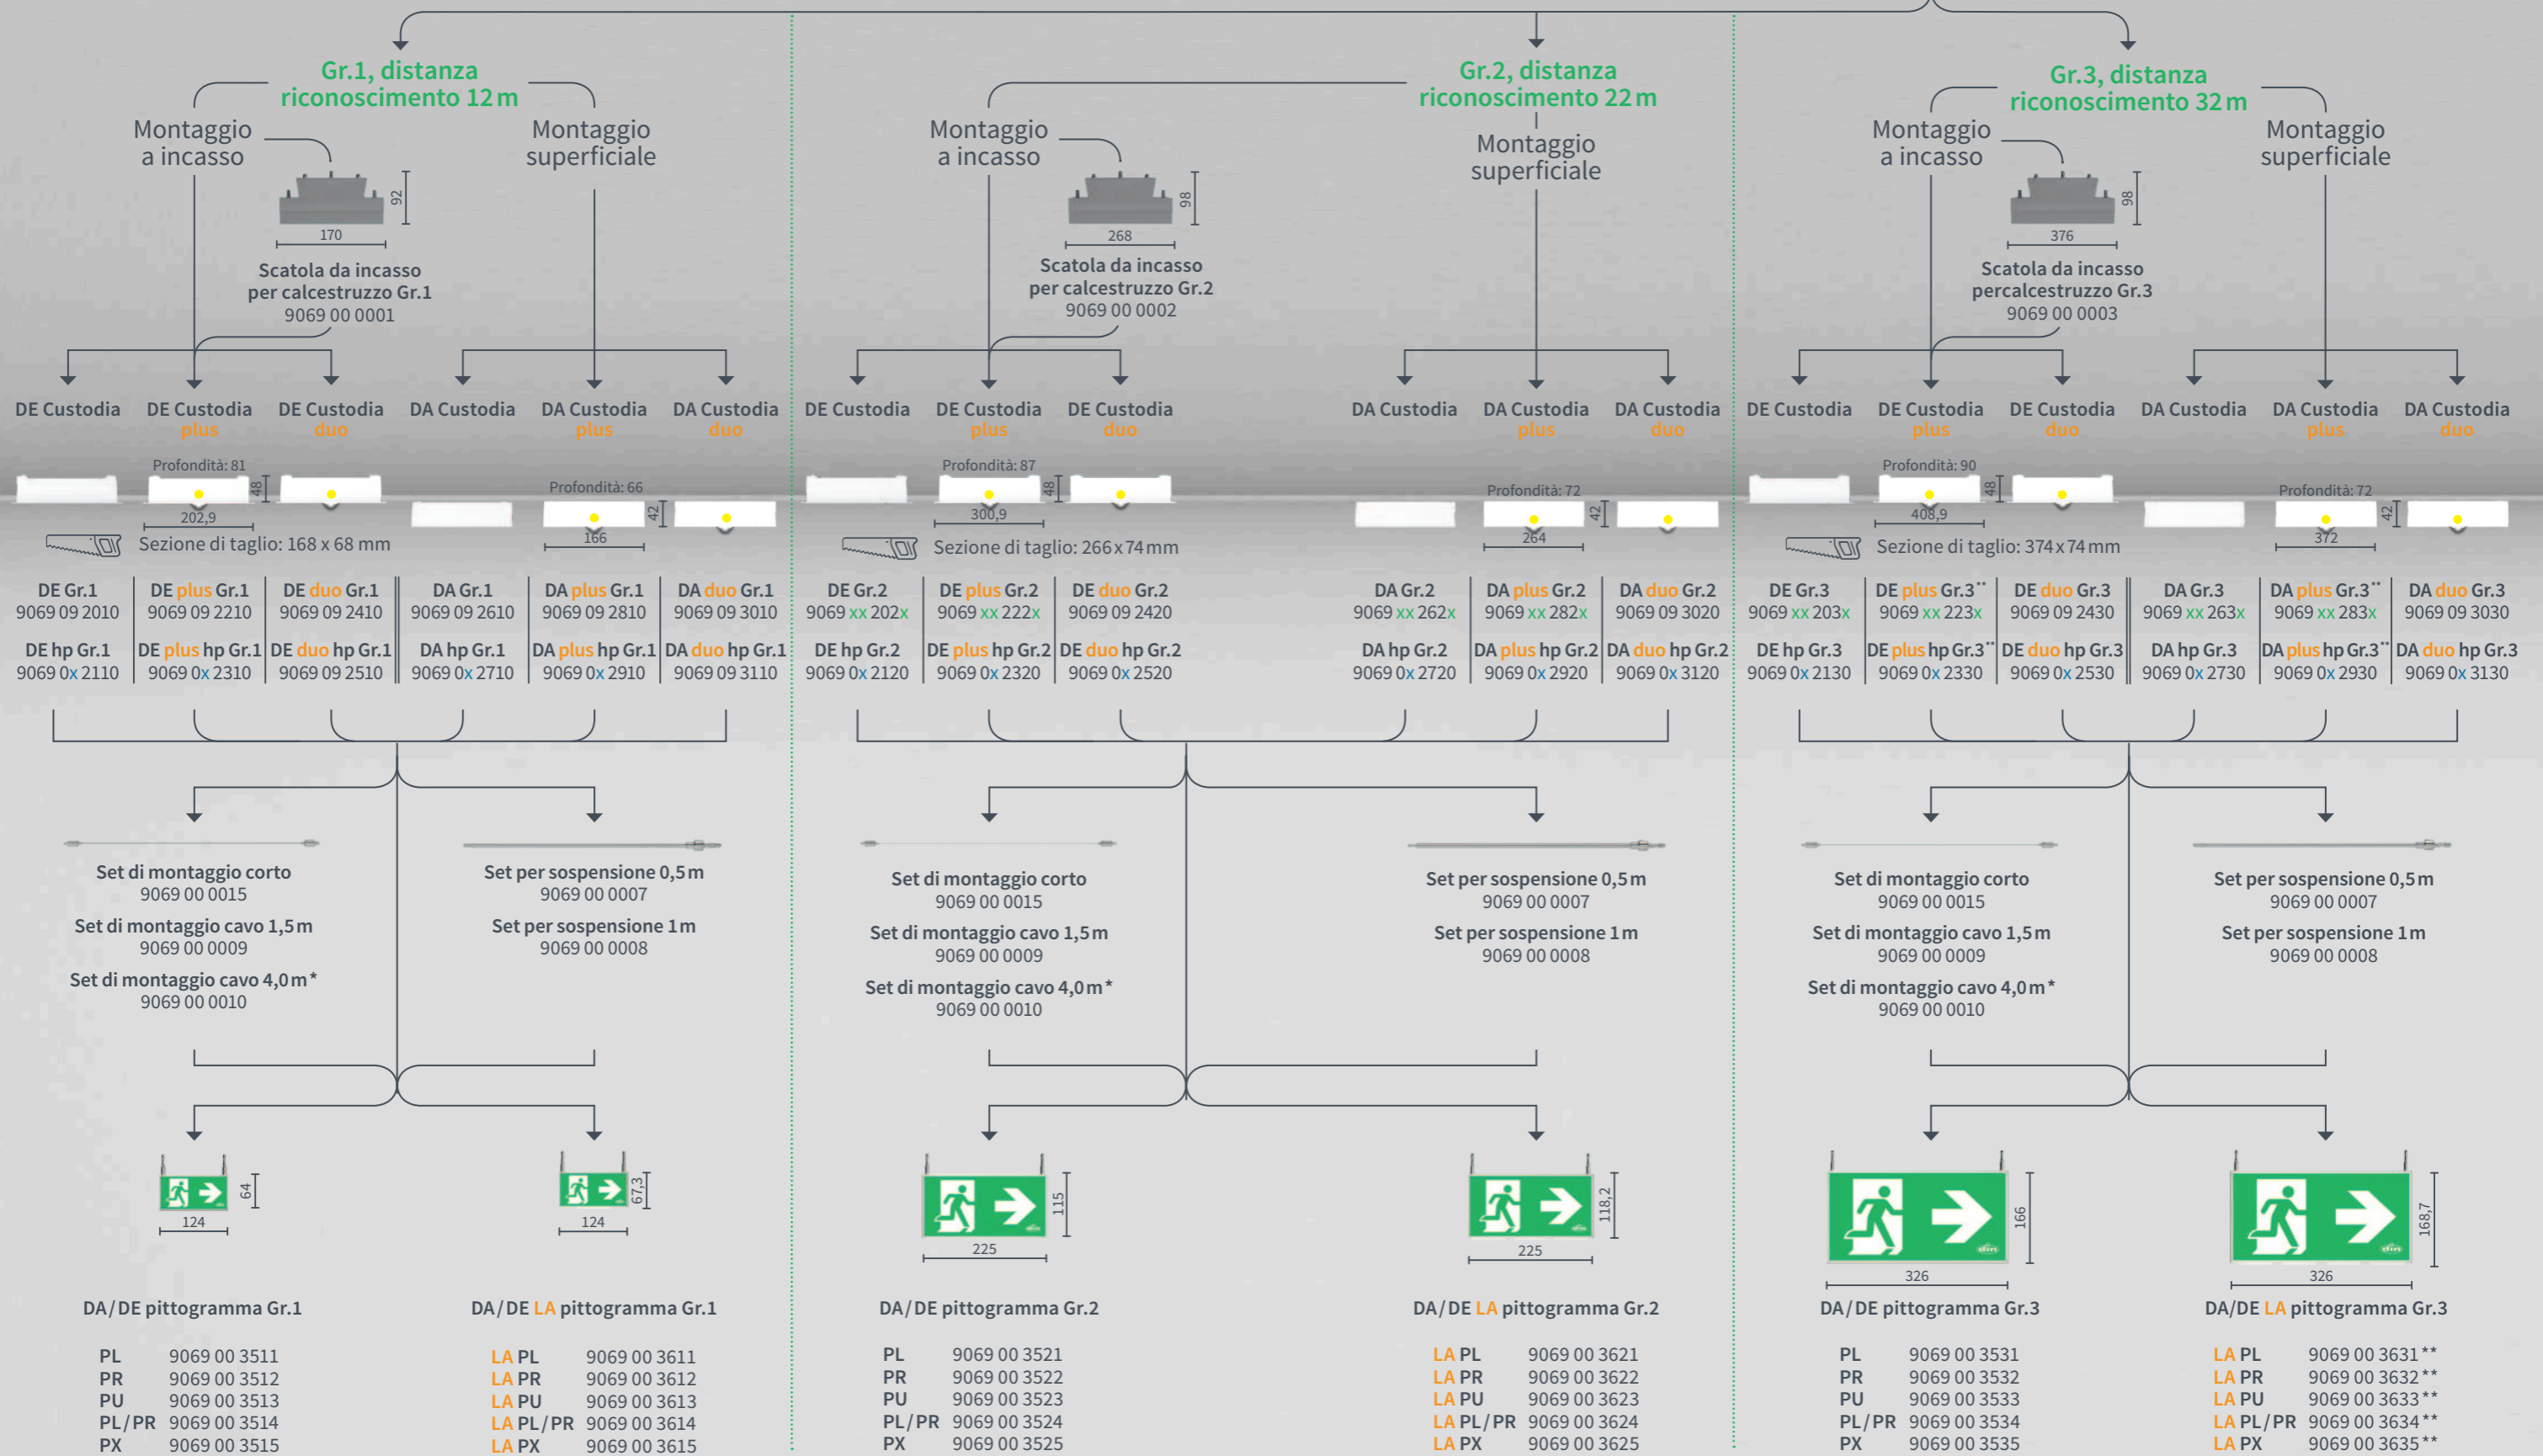 Gr.1, distanza
riconoscimento 12 m
Montaggio
a incasso
Montaggio
superficiale
92
170
Scatola da incasso
per calcestruzzo Gr.1
9069 00 0001
DE Custodia
DE Custodia
plus
DE Custodia
duo
DA Custodia
DA Custodia
plus
DA Custodia
duo
Profondità: 81
48
202,9
Profondità: 66
42
166
Sezione di taglio: 168 x 68 mm
DE Gr.1
9069 09 2010
DE hp Gr.1
9069 0x 2110
DE plus Gr.1
9069 09 2210
DE plus hp Gr.1
9069 0x 2310
DE duo Gr.1
9069 09 2410
DE duo hp Gr.1
9069 09 2510
DA Gr.1
9069 09 2610
DA hp Gr.1
9069 0x 2710
DA plus Gr.1
9069 09 2810
DA plus hp Gr.1
9069 0x 2910
DA duo Gr.1
9069 09 3010
DA duo hp Gr.1
9069 09 3110
Set di montaggio corto
9069 00 0015
Set di montaggio cavo 1,5 m
9069 00 0009
Set di montaggio cavo 4,0 m *
9069 00 0010
Set per sospensione 0,5 m
9069 00 0007
Set per sospensione 1 m
9069 00 0008
64
124
67,3
124
DA/DE pittogramma Gr.1
PL 9069 00 3511
PR 9069 00 3512
PU 9069 00 3513
PL/PR 9069 00 3514
PX 9069 00 3515
DA/DE LA pittogramma Gr.1
LA PL 9069 00 3611
LA PR 9069 00 3612
LA PU 9069 00 3613
LA PL/PR 9069 00 3614
LA PX 9069 00 3615
Gr.2, distanza
riconoscimento 22 m
Montaggio
a incasso
Montaggio
superficiale
98
268
Scatola da incasso
per calcestruzzo Gr.2
9069 00 0002
DE Custodia
DE Custodia
plus
DE Custodia
duo
DA Custodia
DA Custodia
plus
DA Custodia
duo
Profondità: 87
48
300,9
Profondità: 72
42
264
Sezione di taglio: 266 x 74 mm
DE Gr.2
9069 xx 202x
DE hp Gr.2
9069 0x 2120
DE plus Gr.2
9069 xx 222x
DE plus hp Gr.2
9069 0x 2320
DE duo Gr.2
9069 09 2420
DE duo hp Gr.2
9069 0x 2520
DA Gr.2
9069 xx 262x
DA hp Gr.2
9069 0x 2720
DA plus Gr.2
9069 xx 282x
DA plus hp Gr.2
9069 0x 2920
DA duo Gr.2
9069 09 3020
DA duo hp Gr.2
9069 0x 3120
Set di montaggio corto
9069 00 0015
Set di montaggio cavo 1,5 m
9069 00 0009
Set di montaggio cavo 4,0 m *
9069 00 0010
Set per sospensione 0,5 m
9069 00 0007
Set per sospensione 1 m
9069 00 0008
115
225
118,2
225
DA/DE pittogramma Gr.2
PL 9069 00 3521
PR 9069 00 3522
PU 9069 00 3523
PL/PR 9069 00 3524
PX 9069 00 3525
DA/DE LA pittogramma Gr.2
LA PL 9069 00 3621
LA PR 9069 00 3622
LA PU 9069 00 3623
LA PL/PR 9069 00 3624
LA PX 9069 00 3625
Gr.3, distanza
riconoscimento 32 m
Montaggio
a incasso
Montaggio
superficiale
98
376
Scatola da incasso
percalcestruzzo Gr.3
9069 00 0003
DE Custodia
DE Custodia
plus
DE Custodia
duo
DA Custodia
DA Custodia
plus
DA Custodia
duo
Profondità: 90
48
408,9
Profondità: 72
42
372
Sezione di taglio: 374 x 74 mm
DE Gr.3
9069 xx 203x
DE hp Gr.3
9069 0x 2130
DE plus Gr.3**
9069 xx 223x
DE plus hp Gr.3**
9069 0x 2330
DE duo Gr.3
9069 09 2430
DE duo hp Gr.3
9069 0x 2530
DA Gr.3
9069 xx 263x
DA hp Gr.3
9069 0x 2730
DA plus Gr.3**
9069 xx 283x
DA plus hp Gr.3**
9069 0x 2930
DA duo Gr.3
9069 09 3030
DA duo hp Gr.3
9069 0x 3130
Set di montaggio corto
9069 00 0015
Set di montaggio cavo 1,5 m
9069 00 0009
Set di montaggio cavo 4,0 m *
9069 00 0010
Set per sospensione 0,5 m
9069 00 0007
Set per sospensione 1 m
9069 00 0008
din
166
326
din
168,7
326
DA/DE pittogramma Gr.3
PL 9069 00 3531
PR 9069 00 3532
PU 9069 00 3533
PL/PR 9069 00 3534
PX 9069 00 3535
DA/DE LA pittogramma Gr.3
LA PL 9069 00 3631 **
LA PR 9069 00 3632 **
LA PU 9069 00 3633 **
LA PL/PR 9069 00 3634 **
LA PX 9069 00 3635 **